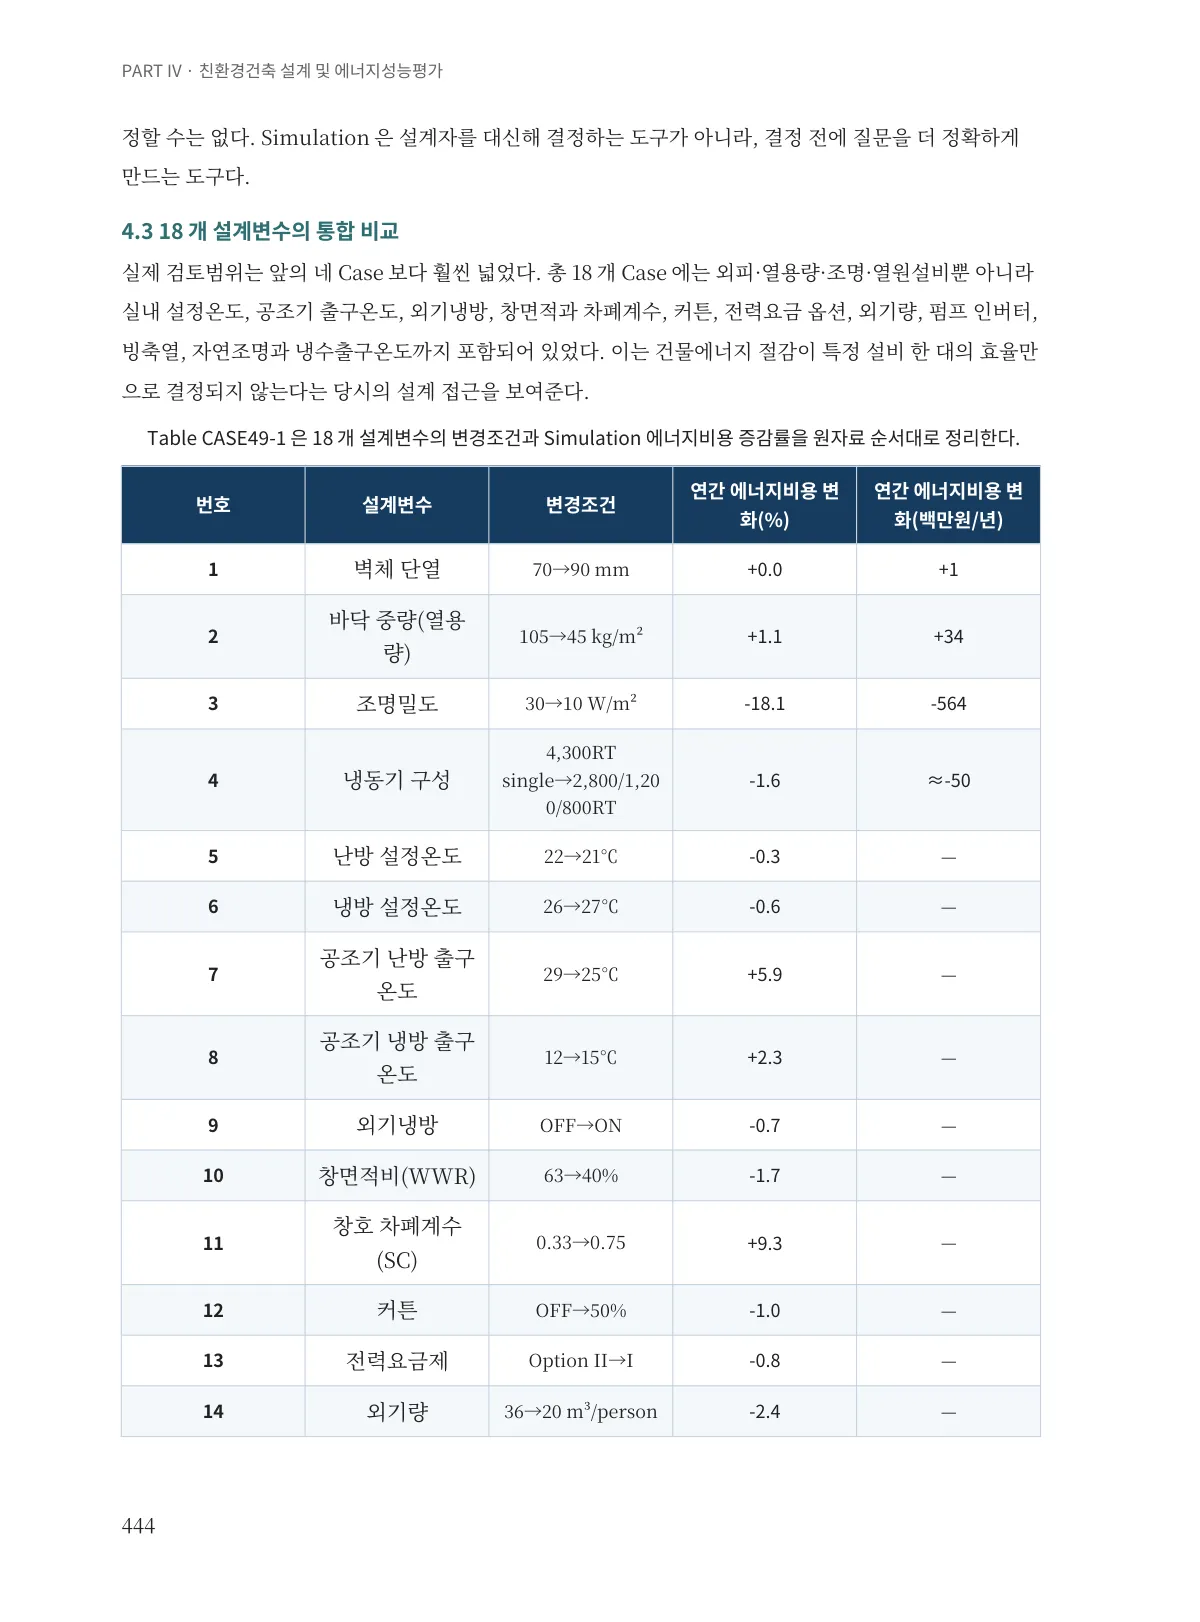 PART IV · 친환경건축 설계 및 에너지성능평가
정할 수는 없다. Simulation 은 설계자를 대신해 결정하는 도구가 아니라, 결정 전에 질문을 더 정확하게
만드는 도구다.
4.3 18 개 설계변수의 통합 비교
실제 검토범위는 앞의 네 Case 보다 훨씬 넓었다. 총 18 개 Case 에는 외피·열용량·조명·열원설비뿐 아니라
실내 설정온도, 공조기 출구온도, 외기냉방, 창면적과 차폐계수, 커튼, 전력요금 옵션, 외기량, 펌프 인버터,
빙축열, 자연조명과 냉수출구온도까지 포함되어 있었다. 이는 건물에너지 절감이 특정 설비 한 대의 효율만
으로 결정되지 않는다는 당시의 설계 접근을 보여준다.
Table CASE49-1 은 18 개 설계변수의 변경조건과 Simulation 에너지비용 증감률을 원자료 순서대로 정리한다.
번호 설계변수 변경조건 연간 에너지비용 변 연간 에너지비용 변
화(%) 화(백만원/년)
1 벽체 단열 70→90 mm +0.0 +1
바닥 중량(열용
2 105→45 kg/m² +1.1 +34
량)
3 조명밀도 30→10 W/m² -18.1 -564
4,300RT
4 냉동기 구성 single→2,800/1,20 -1.6 ≈-50
0/800RT
5 난방 설정온도 22→21℃ -0.3 —
6 냉방 설정온도 26→27℃ -0.6 —
공조기 난방 출구
7 29→25℃ +5.9 —
온도
공조기 냉방 출구
8 12→15℃ +2.3 —
온도
9 외기냉방 OFF→ON -0.7 —
10 창면적비(WWR) 63→40% -1.7 —
창호 차폐계수
11 0.33→0.75 +9.3 —
(SC)
12 커튼 OFF→50% -1.0 —
13 전력요금제 Option II→I -0.8 —
14 외기량 36→20 m³/person -2.4 —
444